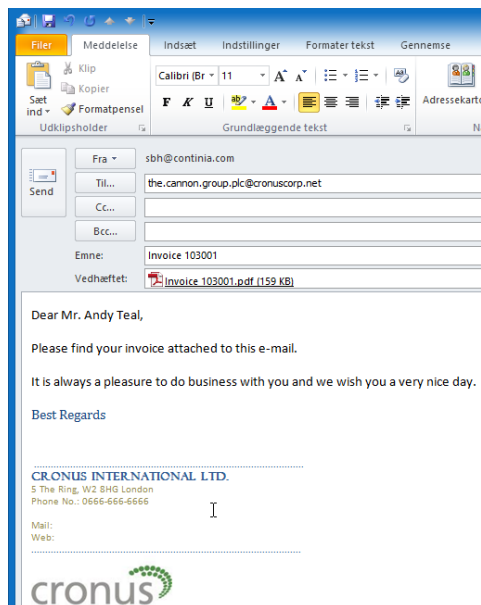 Filer Meddelelse Indsæt Indstillinger Formater tekst Gennemse
Sæt ind
Klip
Kopier
Formatpensel
Udklipsholder
Calibri (Br 11
F K U
Grundlæggende tekst
Adressekarto
N
Send
Fra sbh@continia.com
Til... the.cannon.group.plc@cronuscorp.net
Cc...
Bcc...
Emne: Invoice 103001
Vedhæftet: Invoice 103001.pdf (159 KB)
Dear Mr. Andy Teal,
Please find your invoice attached to this e-mail.
It is always a pleasure to do business with you and we wish you a very nice day.
Best Regards
CRONUS INTERNATIONAL LTD.
5 The Ring, W2 8HG London
Phone No.: 0666-666-6666
Mail:
Web:
cronus